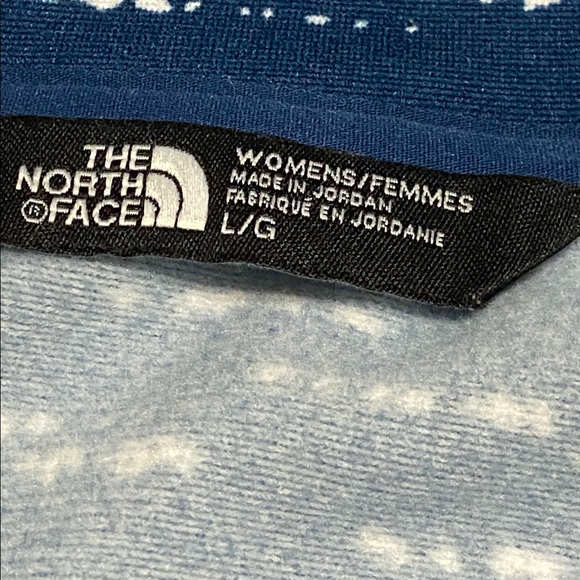 THE
NORTH
®FACE
WOMENS/FEMMES
MADE IN JORDAN
FABRIQUÉ EN JORDANIE
L/G